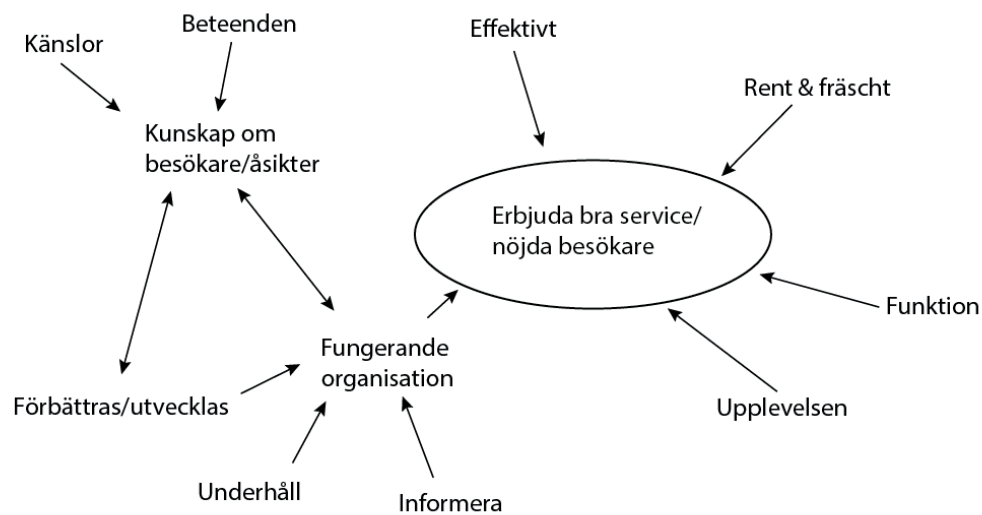 Känslor
Beteenden
Effektivt
Rent & fräscht
Kunskap om
besökare/åsikter
Erbjuda bra service/
nöjda besökare
Funktion
Fungerande
organisation
Förbättras/utvecklas
Upplevelsen
Underhåll
Informera